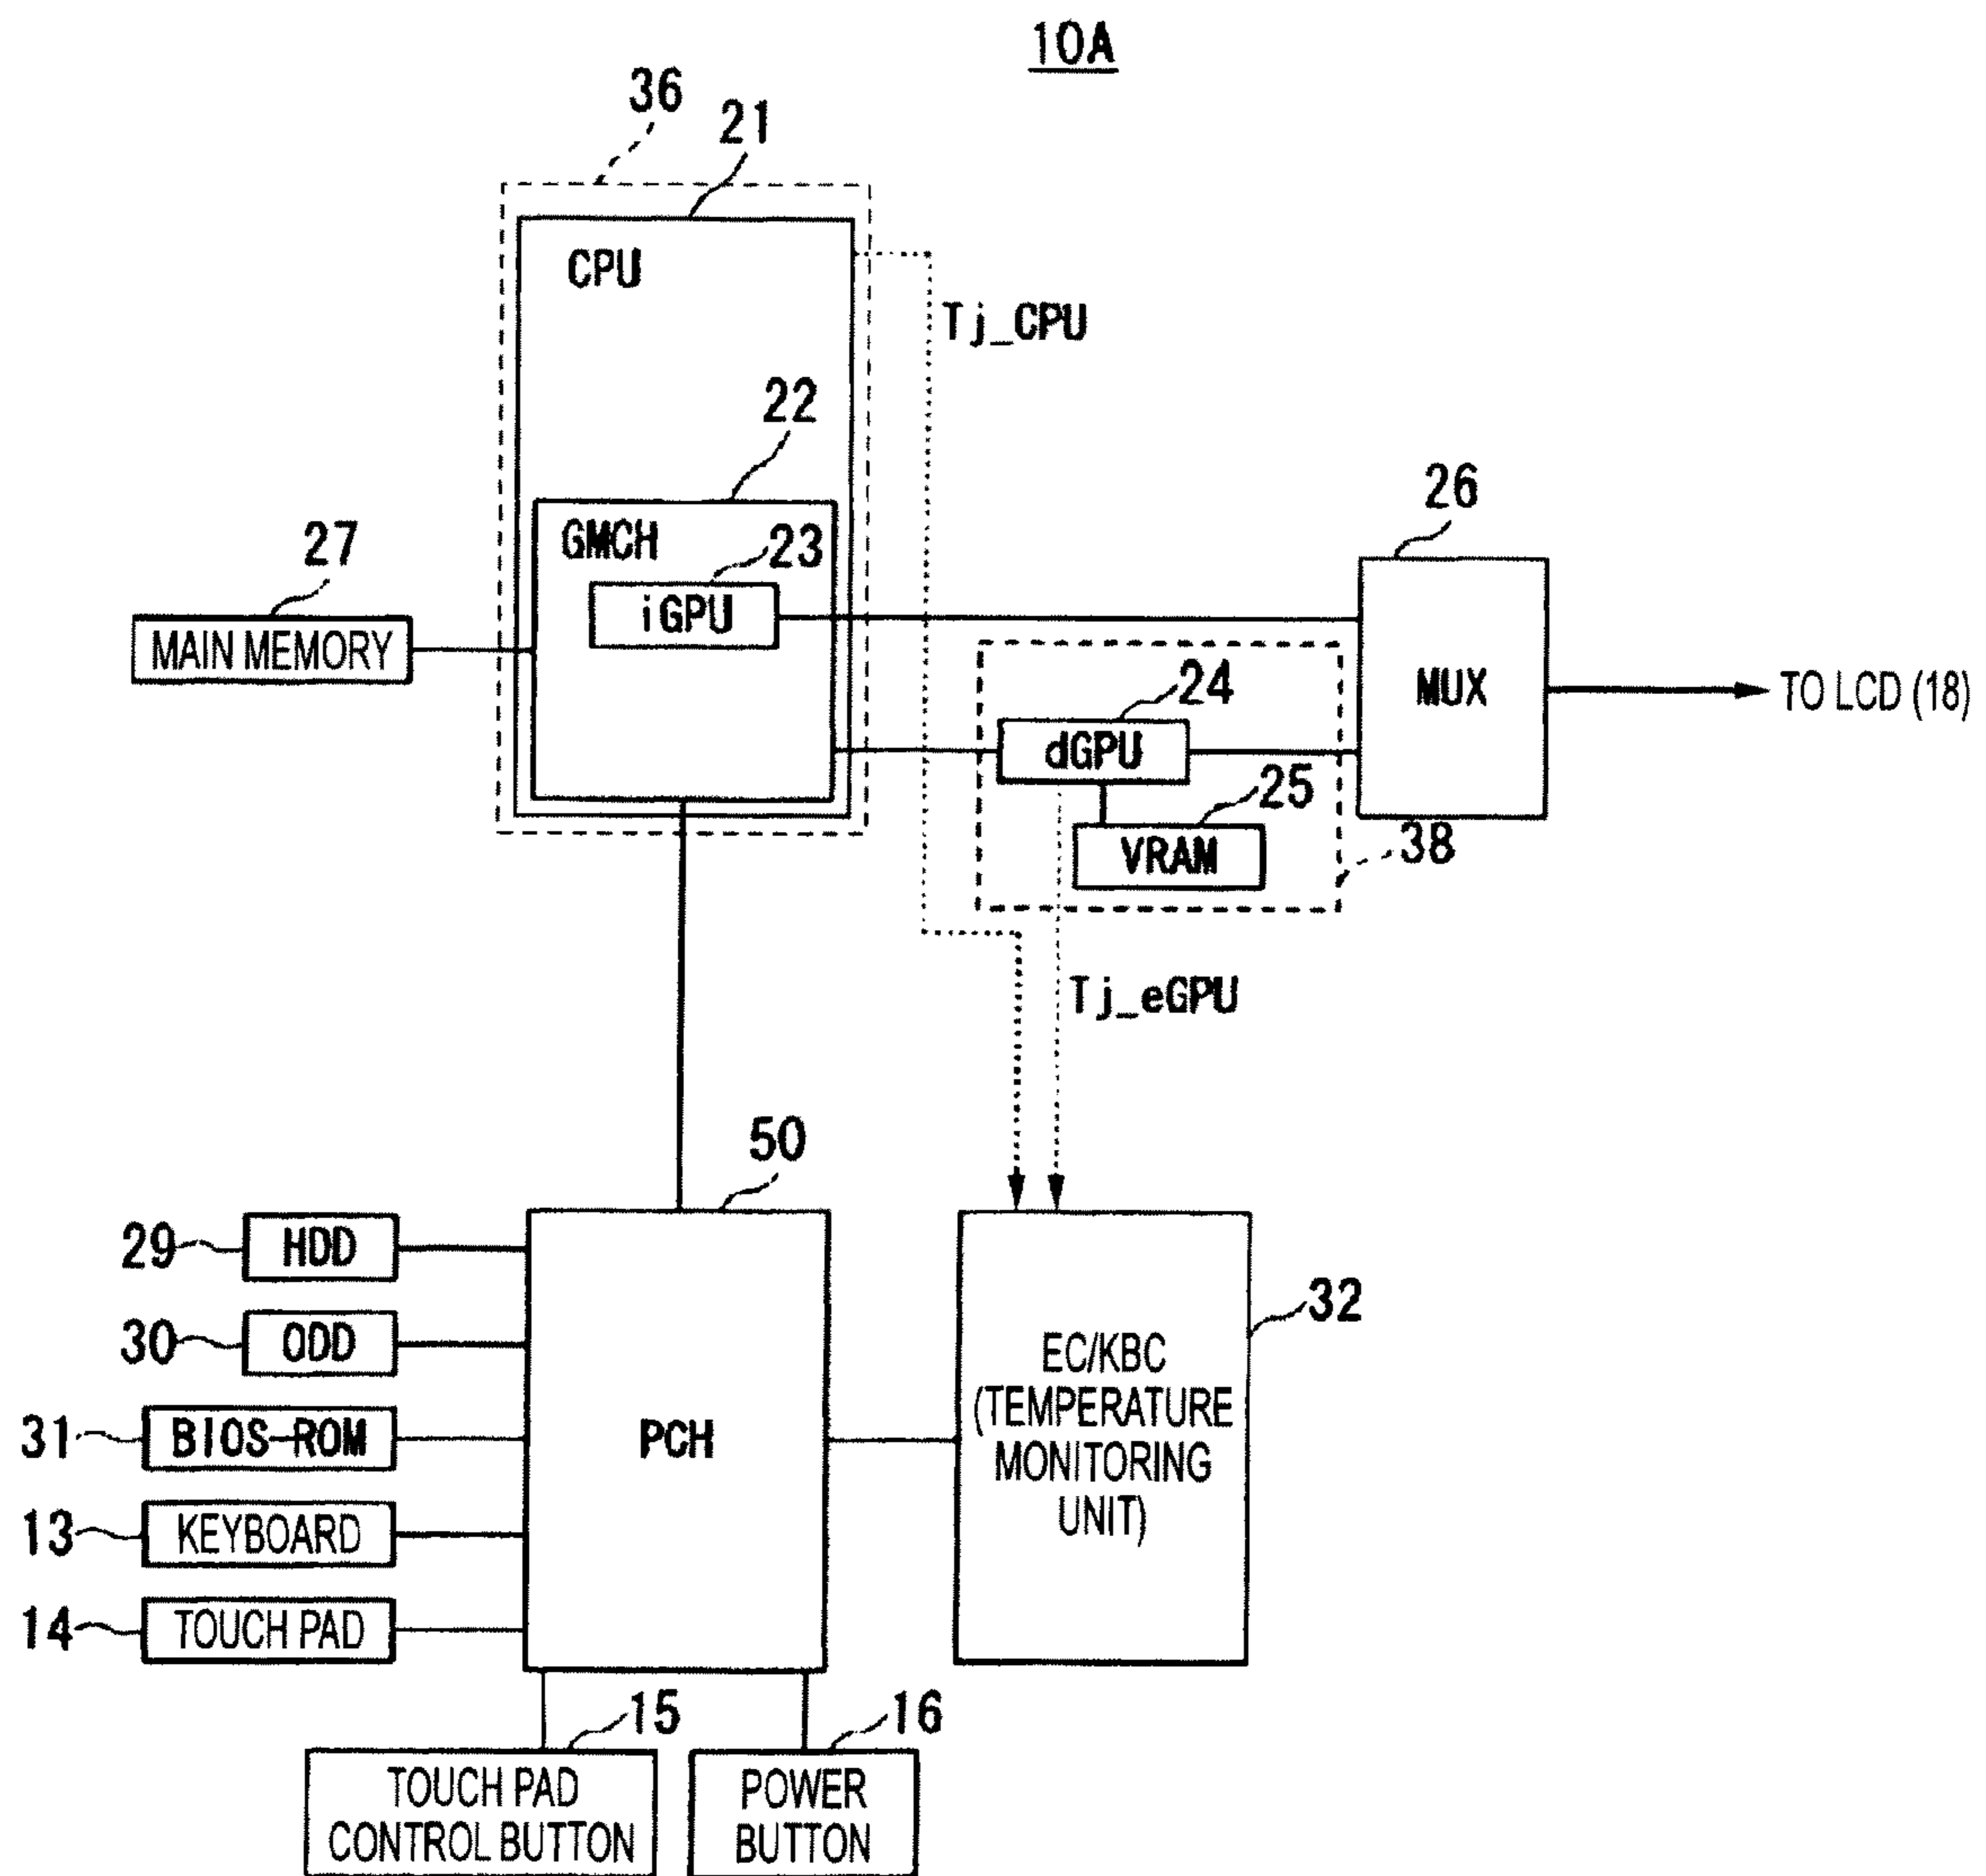 10A
36
21
CPU
Tj_CPU
22
26
27
GMCH
23
iGPU
MAIN MEMORY
24
MUX
TO LCD (18)
dGPU
25
VRAM
38
Tj_eGPU
50
29
HDD
32
30
ODD
EC/KBC
(TEMPERATURE
MONITORING
UNIT)
31
BIOS-ROM
PCH
13
KEYBOARD
14
TOUCH PAD
15
16
TOUCH PAD
CONTROL BUTTON
POWER
BUTTON